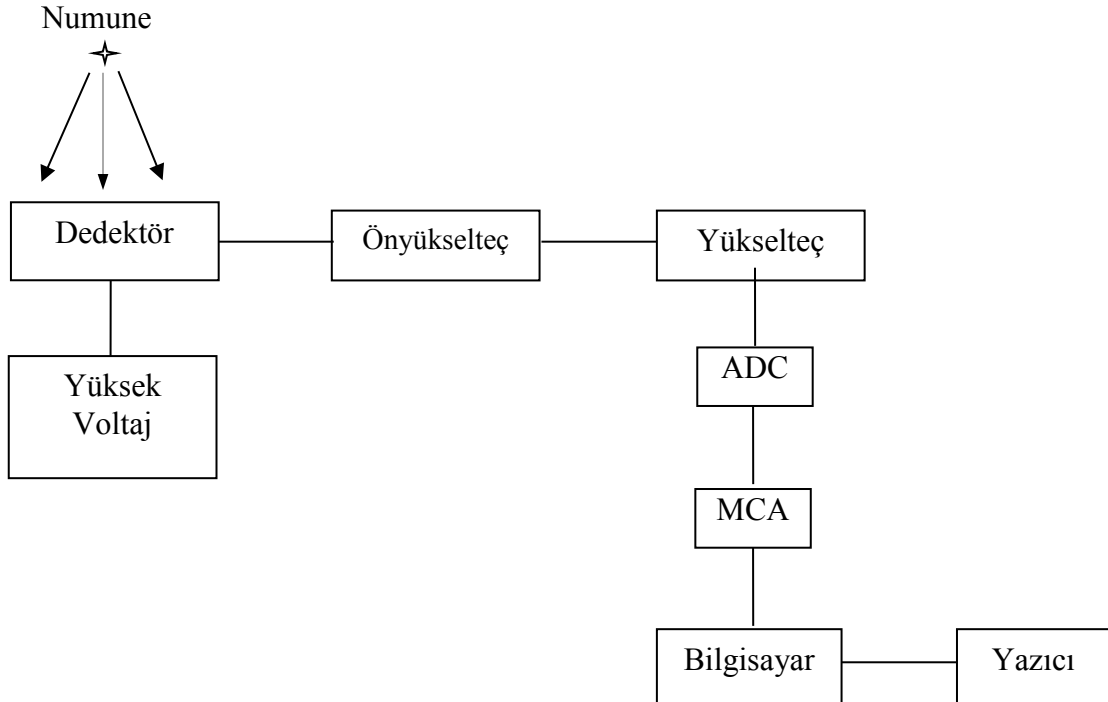 Numune
Dedektör
Önyükselteç
Yükselteç
Yüksek
Voltaj
ADC
MCA
Bilgisayar
Yazıcı